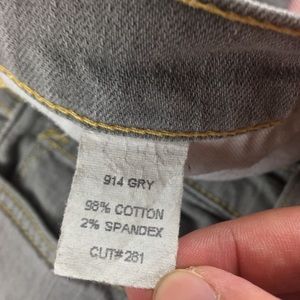 914 GRY
98% COTTON
2% SPANDEX
CUT#281